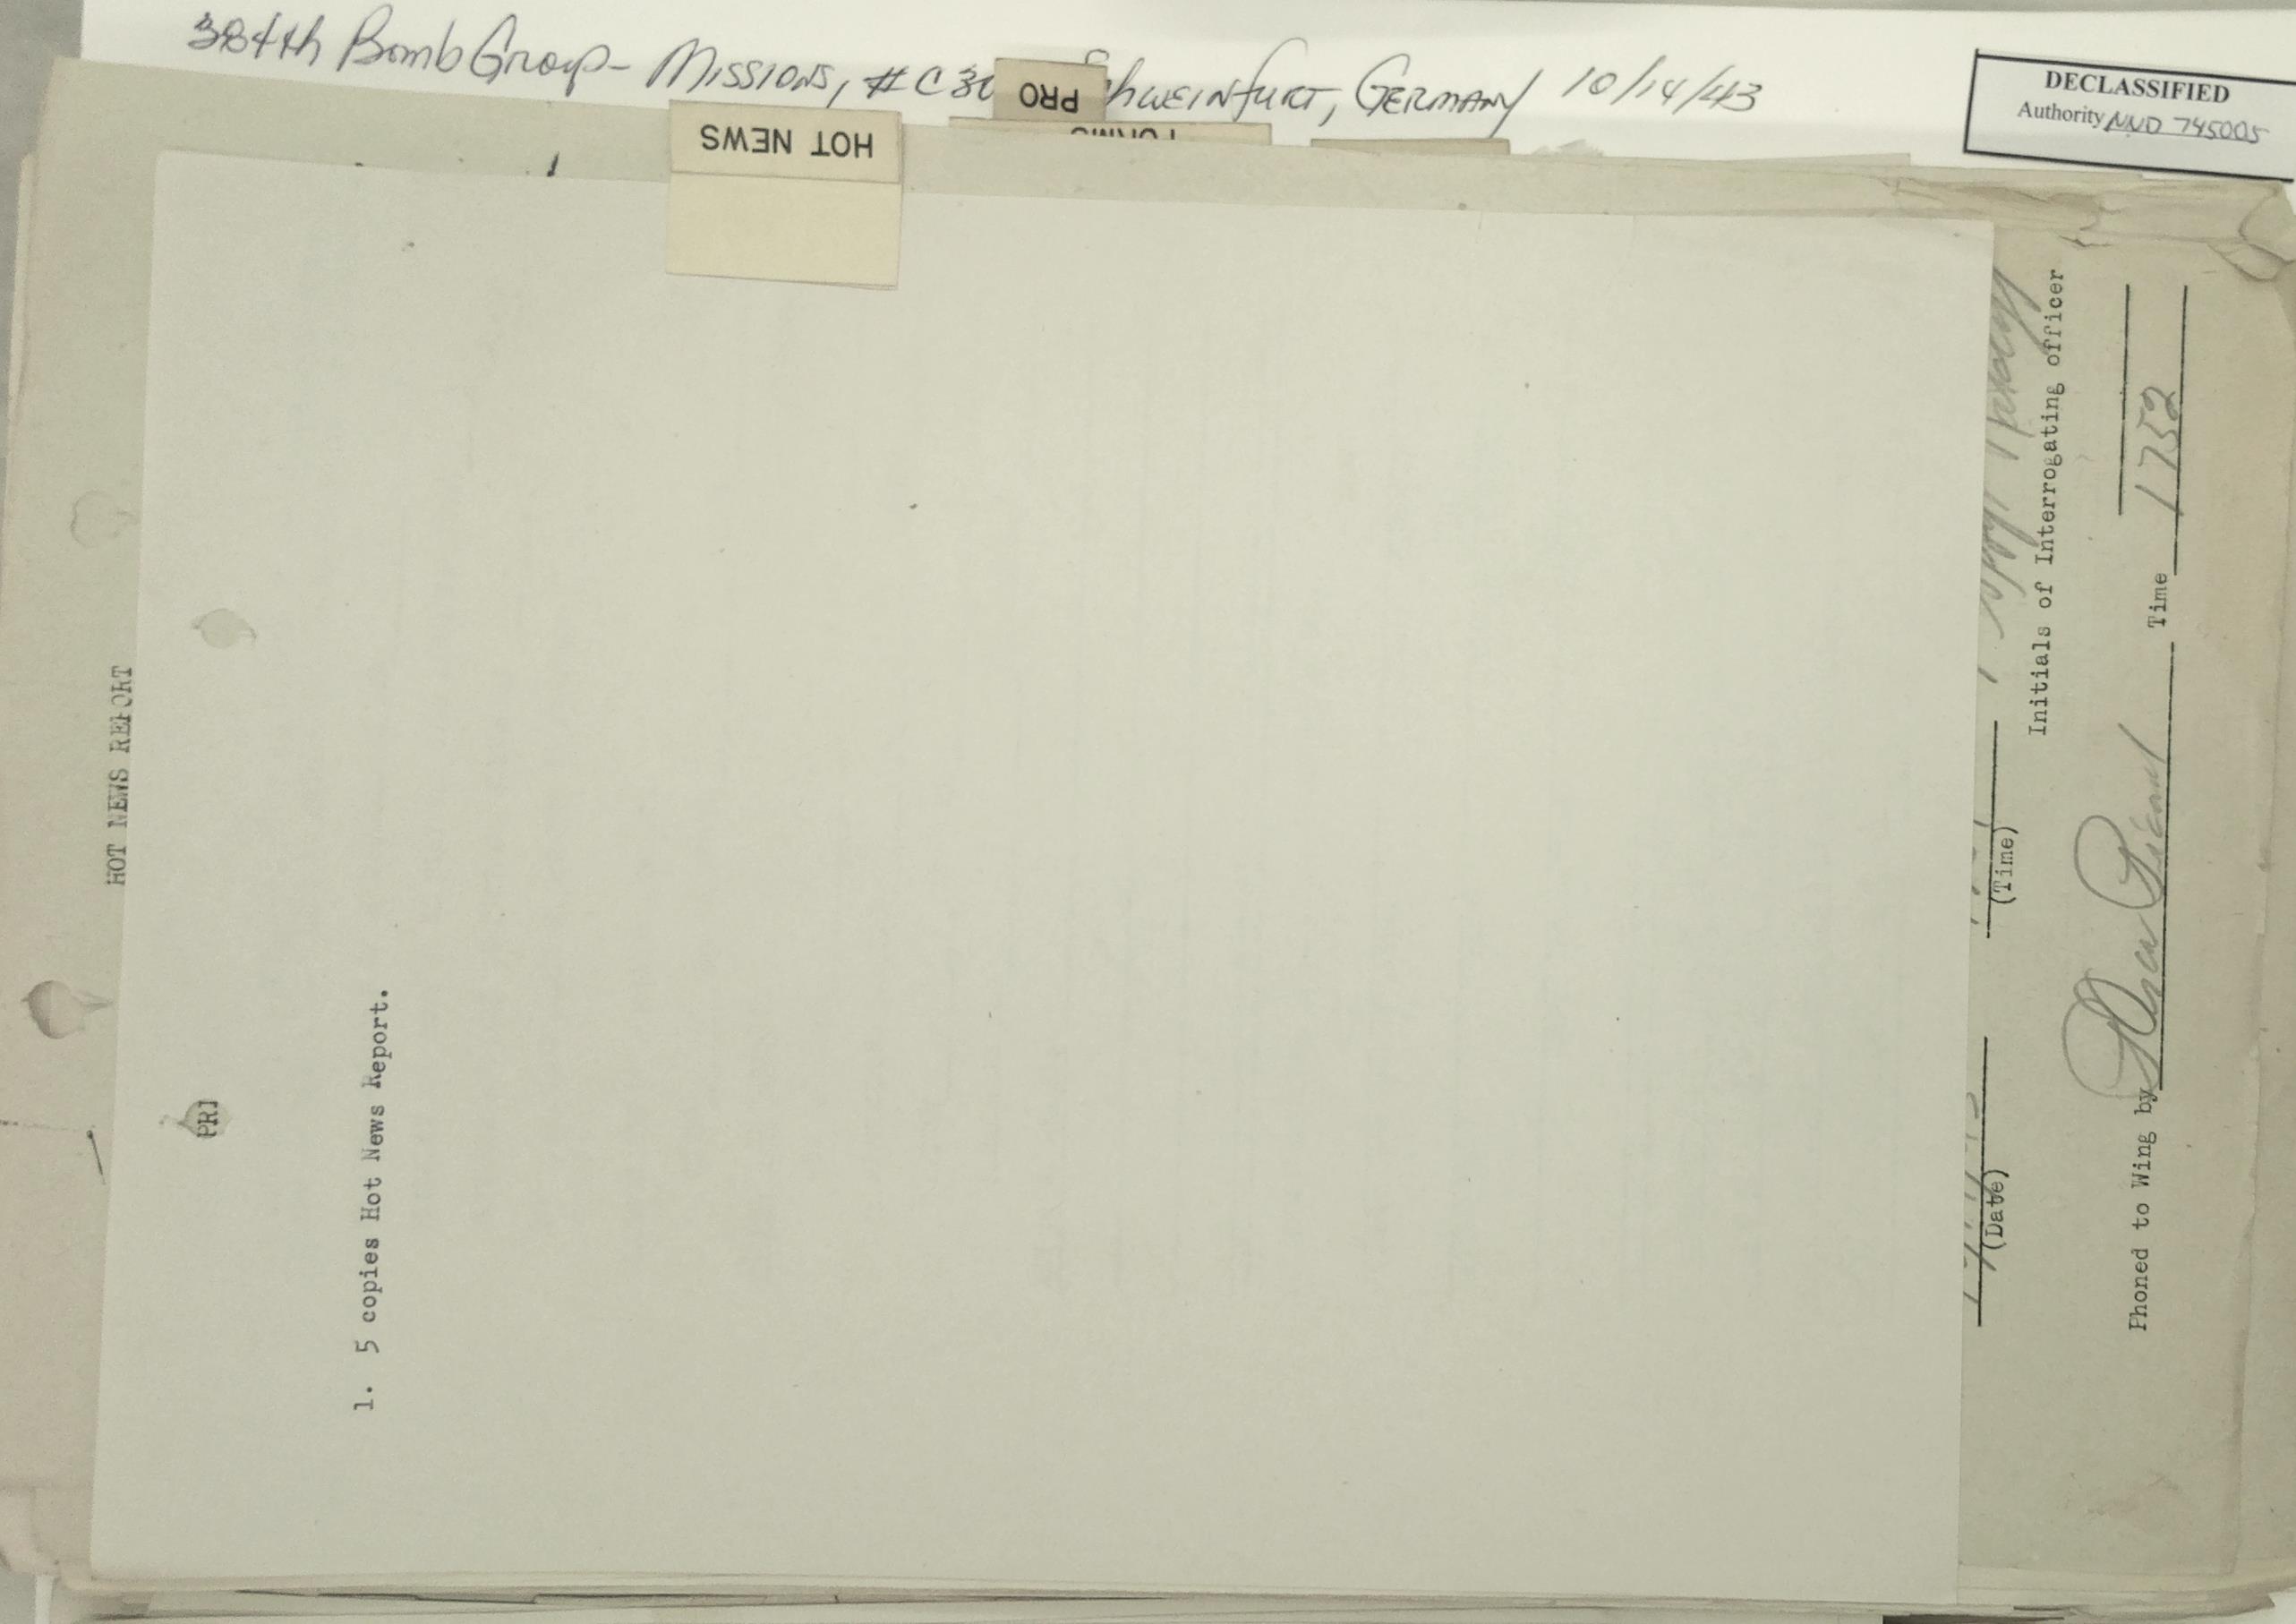 384th Bomb Group - Missions, #C30 Schweinfurt, Germany 10/14/43
DECLASSIFIED
Authority NND 745005
PRO
HOT NEWS
HOT NEWS REPORT
PRI
1. 5 copies Hot News Report.
(Date) (Time)
Initials of Interrogating officer
Phoned to Wing by Time 1752